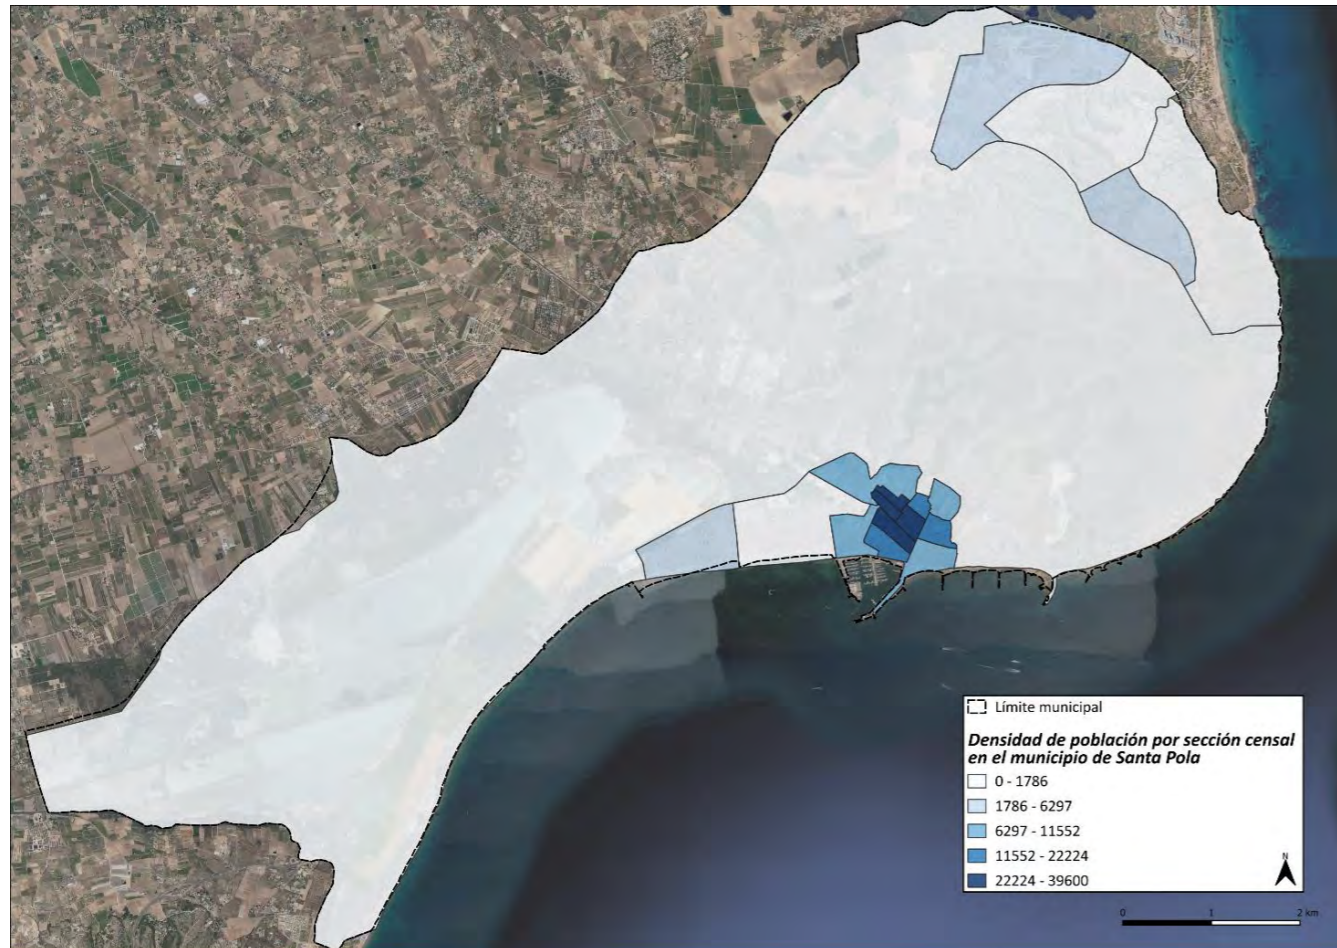 Límite municipal
Densidad de población por sección censal
en el municipio de Santa Pola
0 - 1786
1786 - 6297
6297 - 11552
11552 - 22224
22224 - 39600
N
0 1 2 km